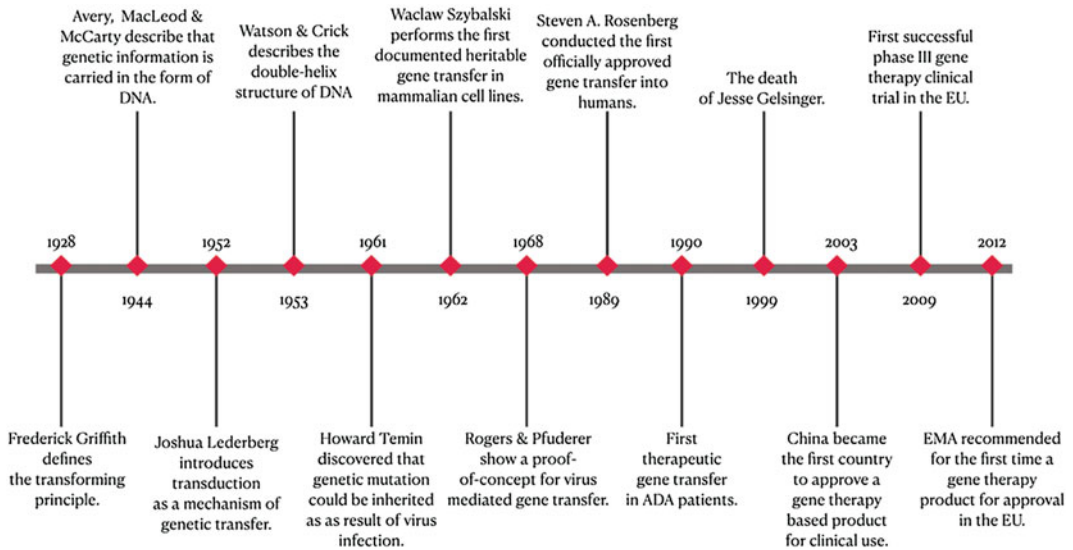 Avery, MacLeod &
McCarty describe that
genetic information is
carried in the form of
DNA.
Watson & Crick
describes the
double-helix
structure of DNA
Waclaw Szybalski
performs the first
documented heritable
gene transfer in
mammalian cell lines.
Steven A. Rosenberg
conducted the first
officially approved
gene transfer into
humans.
The death
of Jesse Gelsinger.
First successful
phase III gene
therapy clinical
trial in the EU.
1928
1952
1961
1968
1990
2003
2012
1944
1953
1962
1989
1999
2009
Frederick Griffith
defines
the transforming
principle.
Joshua Lederberg
introduces
transduction
as a mechanism of
genetic transfer.
Howard Temin
discovered that
genetic mutation
could be inherited
as as result of virus
infection.
Rogers & Pfuderer
show a proof-
of-concept for virus
mediated gene transfer.
First
therapeutic
gene transfer
in ADA patients.
China became
the first country
to approve a
gene therapy
based product
for clinical use.
EMA recommended
for the first time a
gene therapy
product for approval
in the EU.